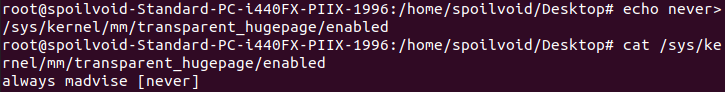 root@spoilvoid-Standard-PC-i440FX-PIIX-1996:/home/spoilvoid/Desktop# echo never>
/sys/kernel/mm/transparent_hugepage/enabled
root@spoilvoid-Standard-PC-i440FX-PIIX-1996:/home/spoilvoid/Desktop# cat /sys/ke
rnel/mm/transparent_hugepage/enabled
always madvise [never]